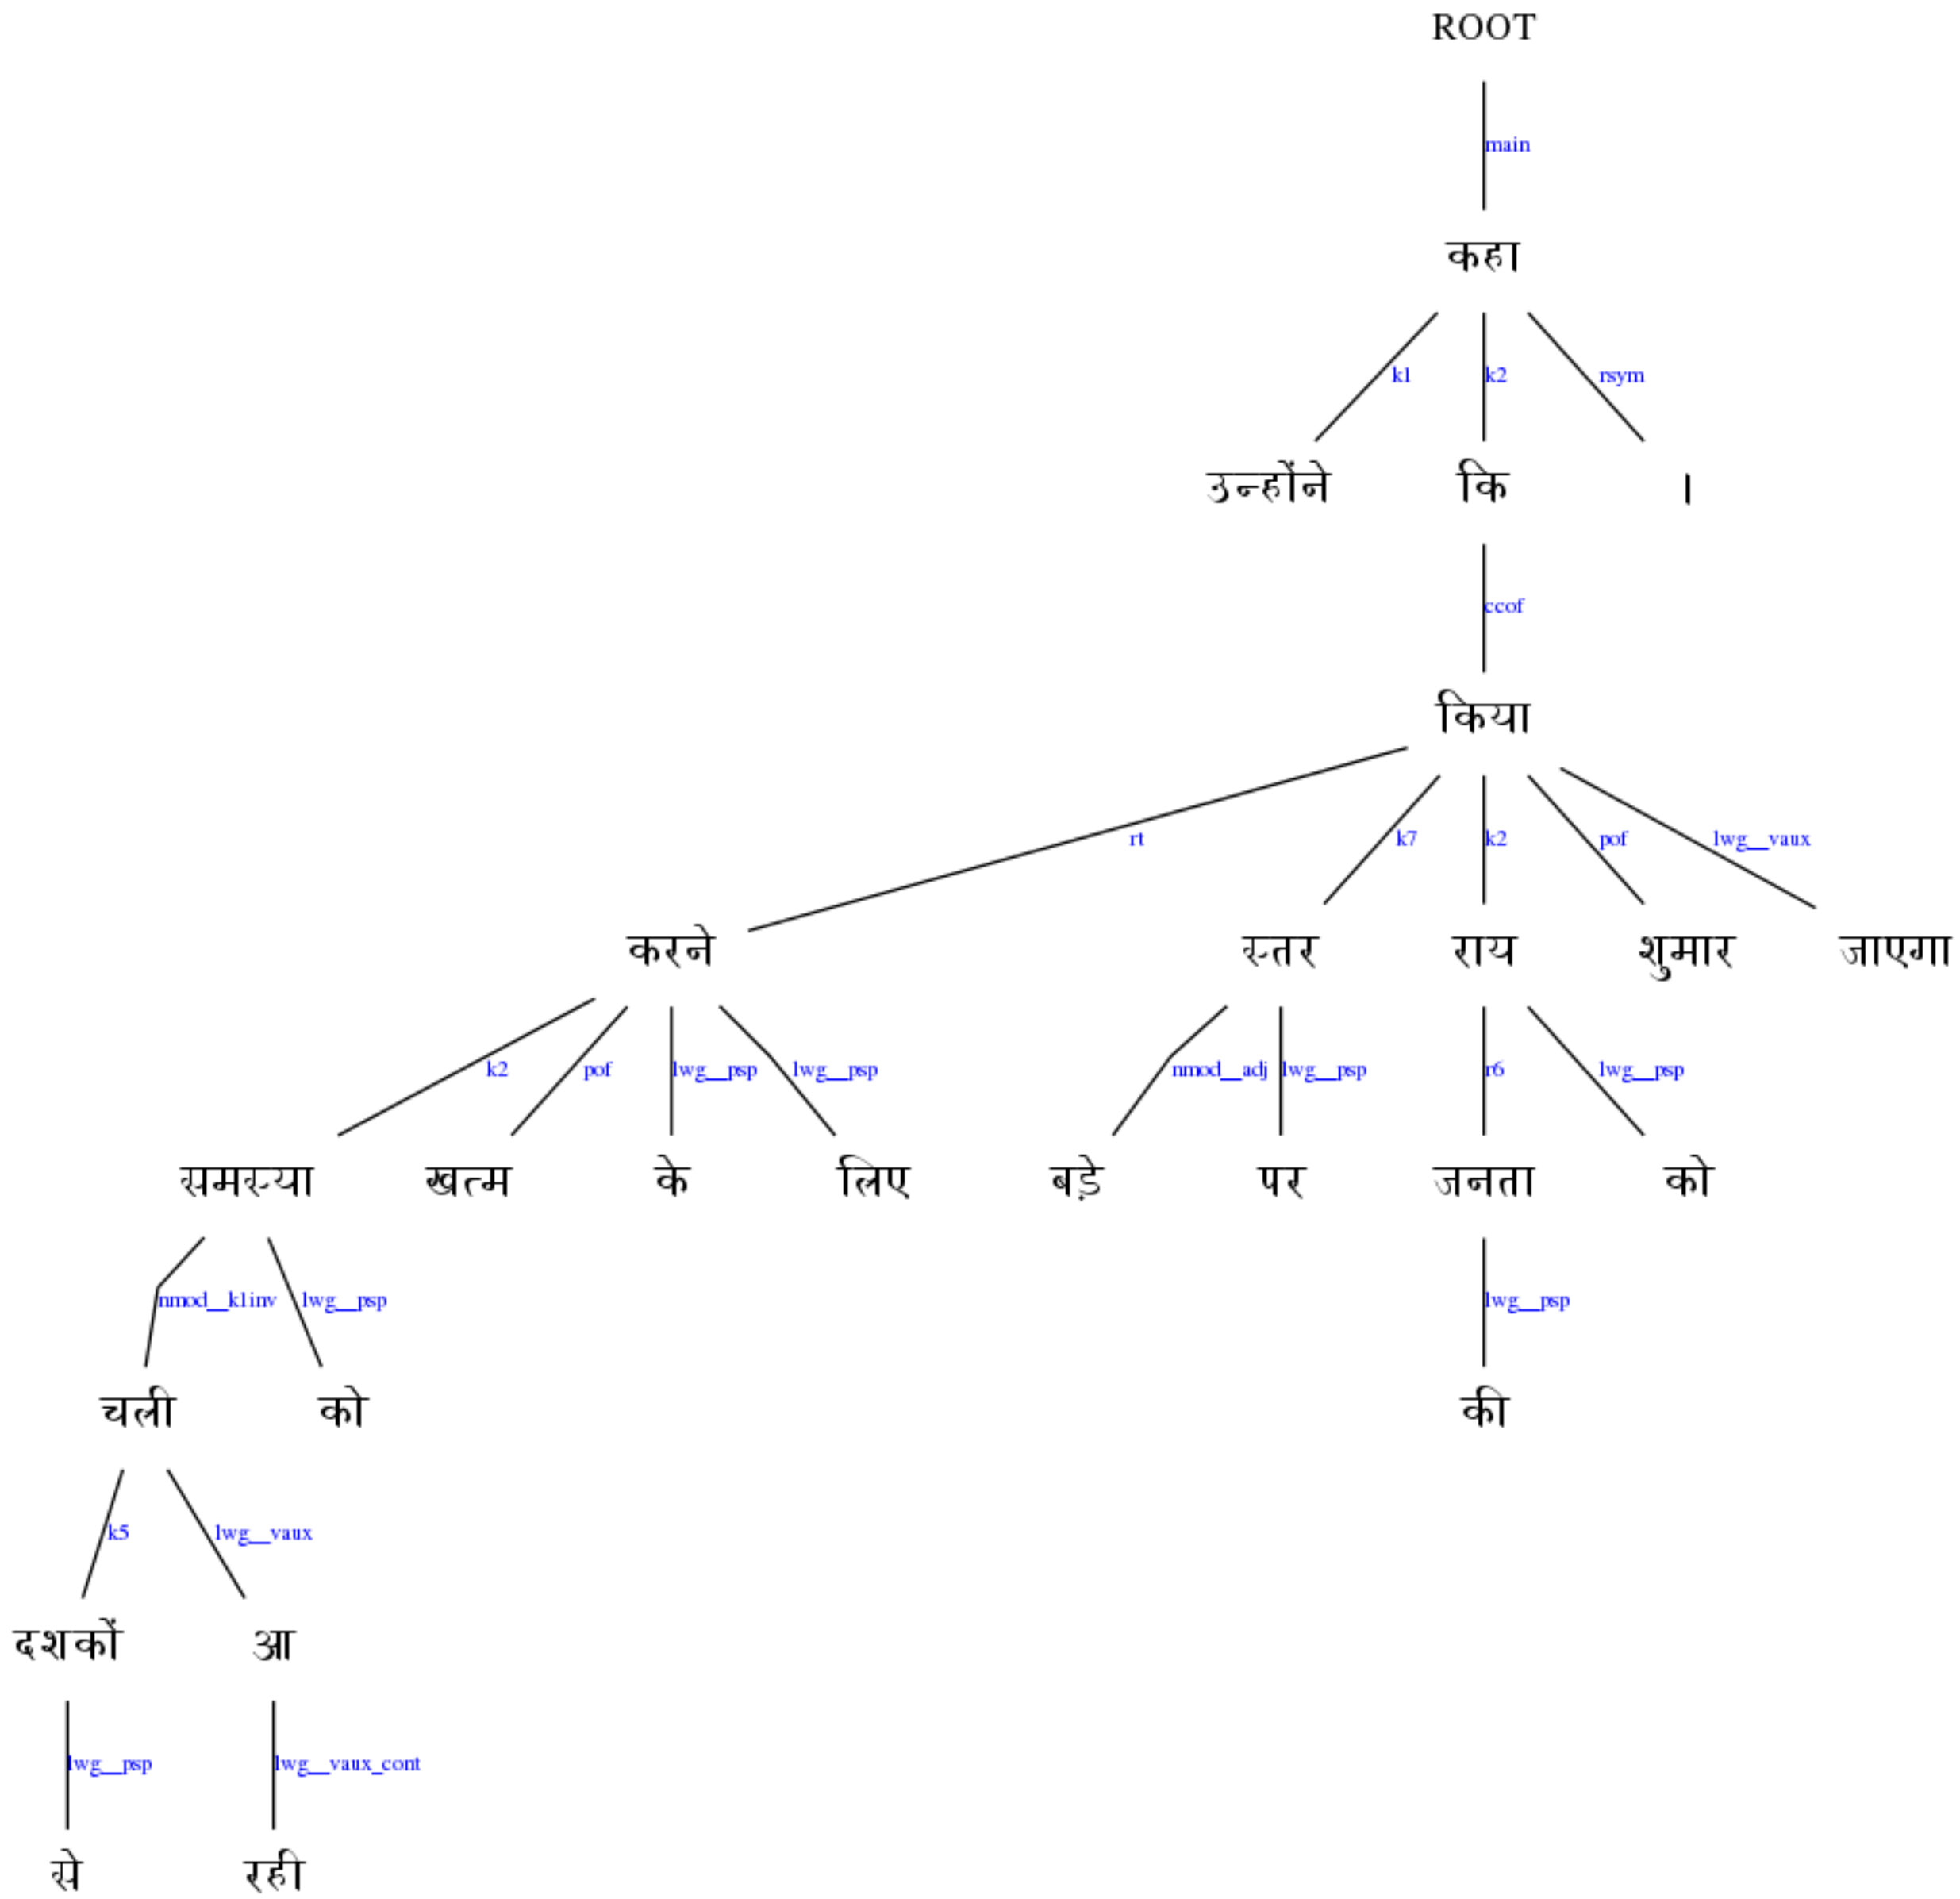 ROOT
main
कहा
k1 k2 rsym
उन्होंने कि ।
ccof
किया
rt k7 k2 pof lwg__vaux
करने स्तर राय शुमार जाएगा
k2 pof lwg__psp lwg__psp nmod__adj lwg__psp r6 lwg__psp
समस्या खत्म के लिए बड़े पर जनता को
nmod__k1inv lwg__psp lwg__psp
चली को की
k5 lwg__vaux
दशकों आ
lwg__psp lwg__vaux_cont
से रही